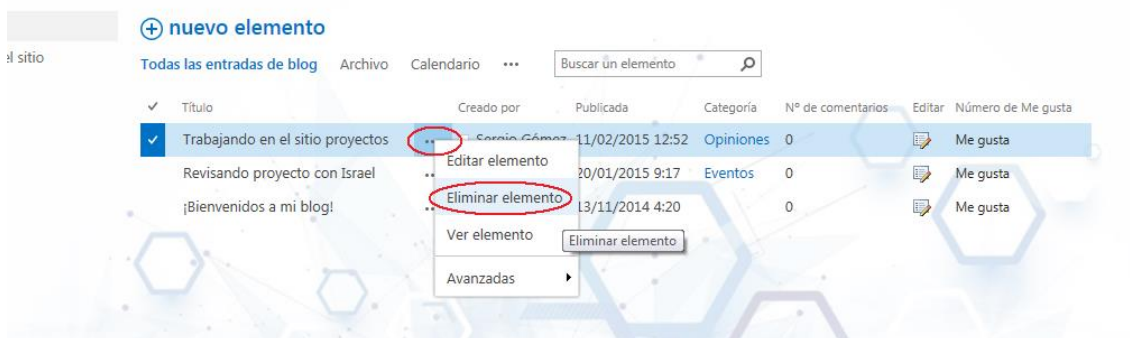 nuevo elemento
el sitio
Todas las entradas de blog Archivo Calendario ••• Buscar un elemento
Título Creado por Publicada Categoría Nº de comentarios Editar Número de Me gusta
Trabajando en el sitio proyectos ••• Sergio Gómez 11/02/2015 12:52 Opiniones 0 Me gusta
Editar elemento
Revisando proyecto con Israel 20/01/2015 9:17 Eventos 0 Me gusta
Eliminar elemento
¡Bienvenidos a mi blog! 13/11/2014 4:20 0 Me gusta
Ver elemento
Eliminar elemento
Avanzadas